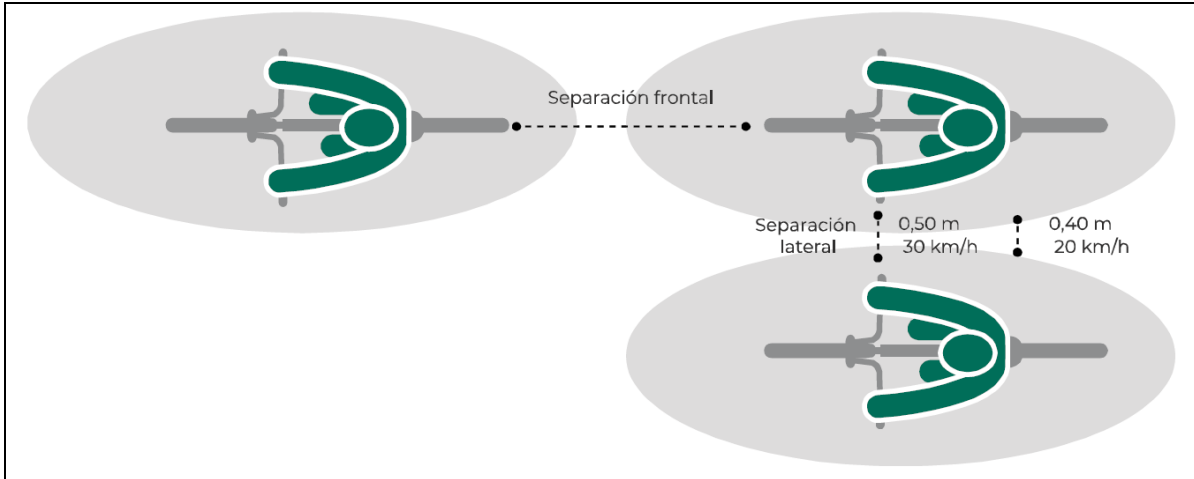 Separación frontal
Separación
lateral
0,50 m
30 km/h
0,40 m
20 km/h